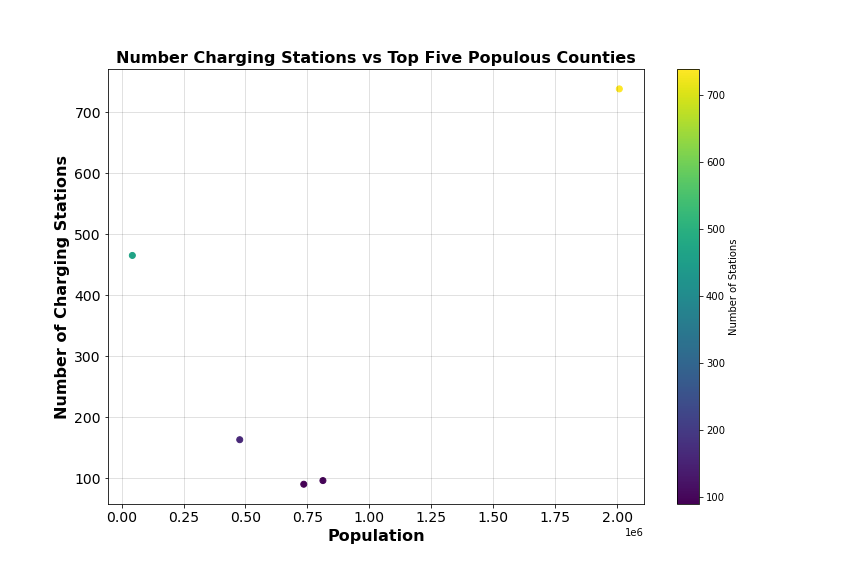 Number Charging Stations vs Top Five Populous Counties
Number of Charging Stations
700
600
500
400
300
200
100
0.00 0.25 0.50 0.75 1.00 1.25 1.50 1.75 2.00
1e6
Population
700
600
500
400
300
200
100
Number of Stations